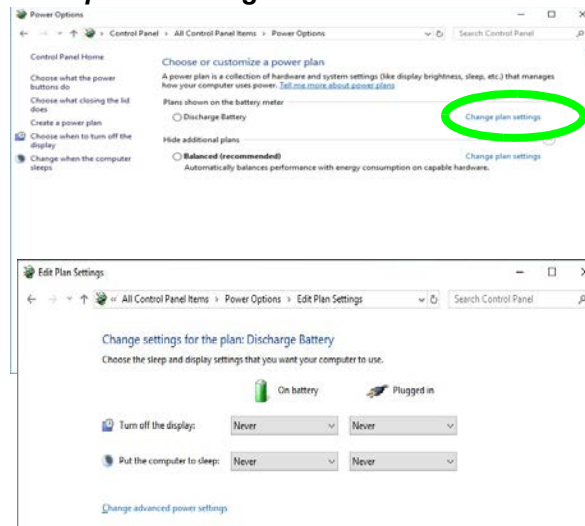 Power Options
Control Panel > All Control Panel Items > Power Options
Search Control Panel
Control Panel Home
Choose what the power
buttons do
Choose what closing the lid
does
Create a power plan
Choose when to turn off the
display
Change when the computer
sleeps
Choose or customize a power plan
A power plan is a collection of hardware and system settings (like display brightness, sleep, etc.) that manages
how your computer uses power. Tell me more about power plans
Plans shown on the battery meter
Discharge Battery Change plan settings
Hide additional plans
Balanced (recommended) Change plan settings
Automatically balances performance with energy consumption on capable hardware.
Edit Plan Settings
« All Control Panel Items > Power Options > Edit Plan Settings
Search Control Panel
Change settings for the plan: Discharge Battery
Choose the sleep and display settings that you want your computer to use.
On battery Plugged in
Turn off the display: Never Never
Put the computer to sleep: Never Never
Change advanced power settings